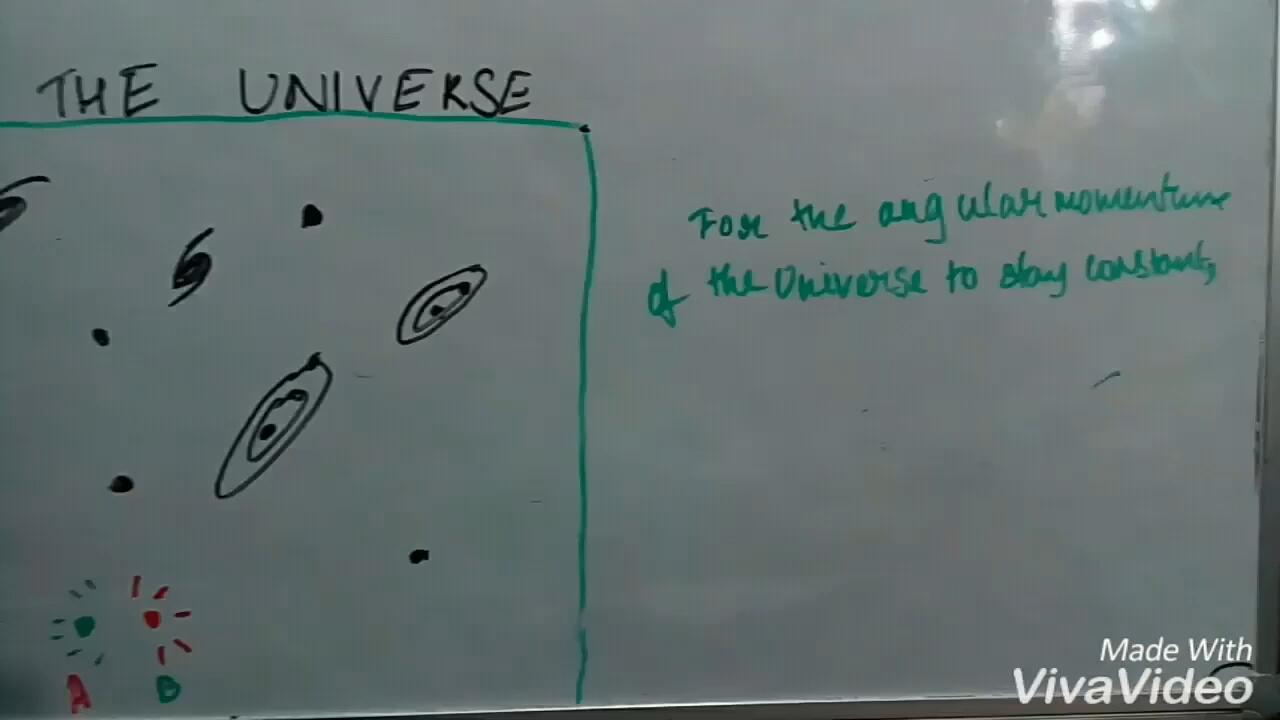 THE UNIVERSE
For the angular momentum
of the Universe to stay constant,
A B
Made With
VivaVideo